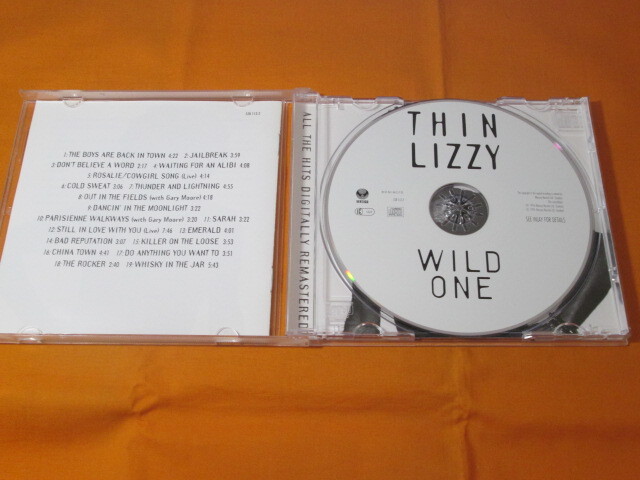 1 THE BOYS ARE BACK IN TOWN 4:22 2 JAILBREAK 3:59
3 DON'T BELIEVE A WORD 2:17 4 WAITING FOR AN ALIBI 4:08
5 ROSALIE/COWGIRL SONG (Live) 4:14
6 COLD SWEAT 3:06 7 THUNDER AND LIGHTNING 4:55
8 OUT IN THE FIELDS (with Gary Moore) 4:18
9 DANCIN' IN THE MOONLIGHT 3:22
10 PARISIENNE WALKWAYS (with Gary Moore) 3:20 11 SARAH 3:22
12 STILL IN LOVE WITH YOU (Live) 7:46 13 EMERALD 4:01
14 BAD REPUTATION 3:07 15 KILLER ON THE LOOSE 3:53
16 CHINA TOWN 4:41 17 DO ANYTHING YOU WANT TO 3:51
18 THE ROCKER 2:40 19 WHISKY IN THE JAR 5:43
ALL THE HITS DIGITALLY REMASTERED
THIN
LIZZY
SEE INLAY FOR DETAILS
WILD
ONE